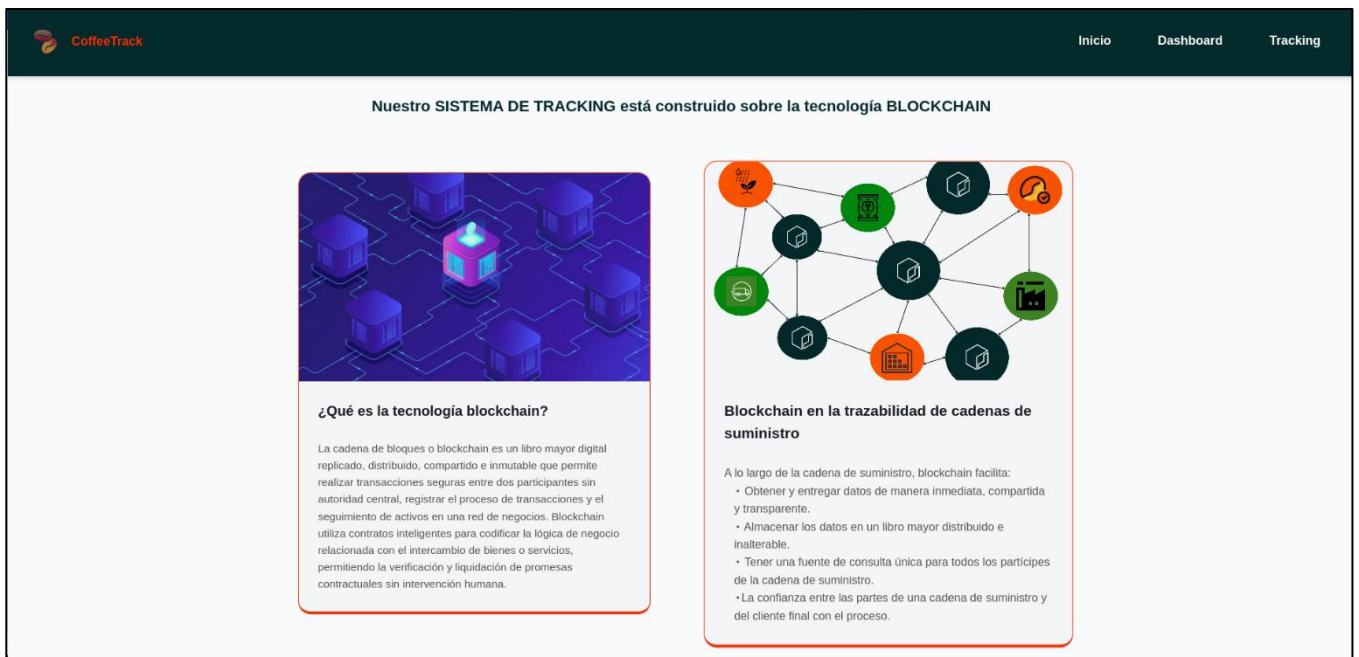 CoffeeTrack
Inicio
Dashboard
Tracking
Nuestro SISTEMA DE TRACKING está construido sobre la tecnología BLOCKCHAIN
¿Qué es la tecnología blockchain?
La cadena de bloques o blockchain es un libro mayor digital
replicado, distribuido, compartido e inmutable que permite
realizar transacciones seguras entre dos participantes sin
autoridad central, registrar el proceso de transacciones y el
seguimiento de activos en una red de negocios. Blockchain
utiliza contratos inteligentes para codificar la lógica de negocio
relacionada con el intercambio de bienes o servicios,
permitiendo la verificación y liquidación de promesas
contractuales sin intervención humana.
Blockchain en la trazabilidad de cadenas de
suministro
A lo largo de la cadena de suministro, blockchain facilita:
• Obtener y entregar datos de manera inmediata, compartida
y transparente.
• Almacenar los datos en un libro mayor distribuido e
inalterable.
• Tener una fuente de consulta única para todos los partícipes
de la cadena de suministro.
•La confianza entre las partes de una cadena de suministro y
del cliente final con el proceso.